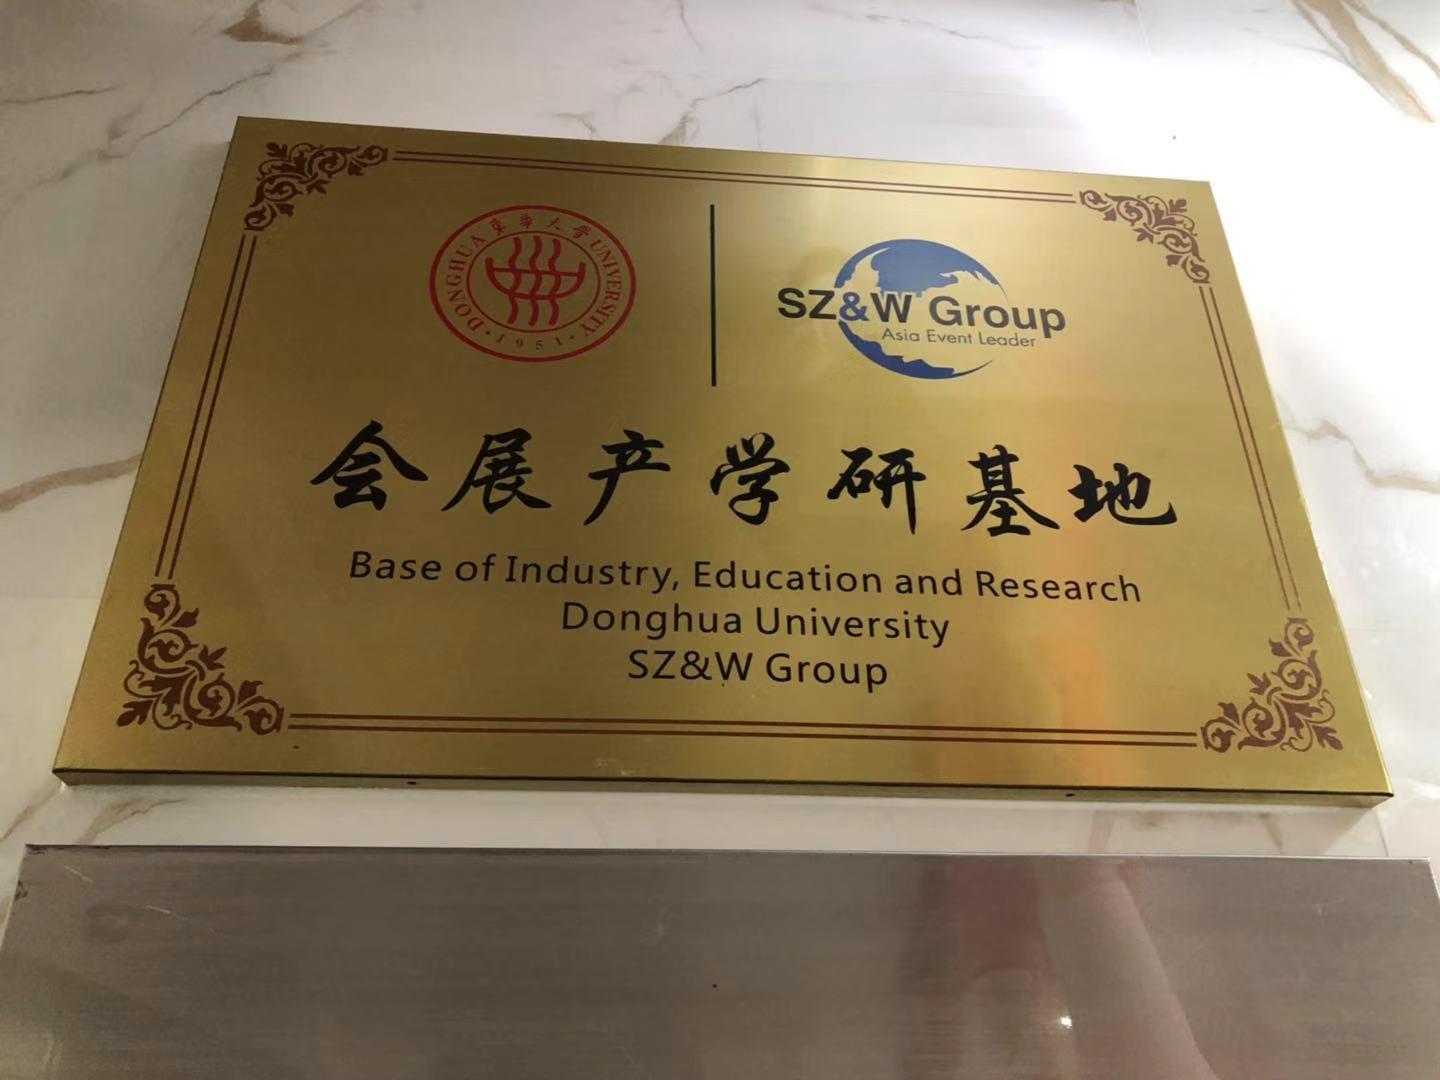 東華大學
DONGHUA UNIVERSITY
·1951·
SZ&W Group
Asia Event Leader
会展产学研基地
Base of Industry, Education and Research
Donghua University
SZ&W Group